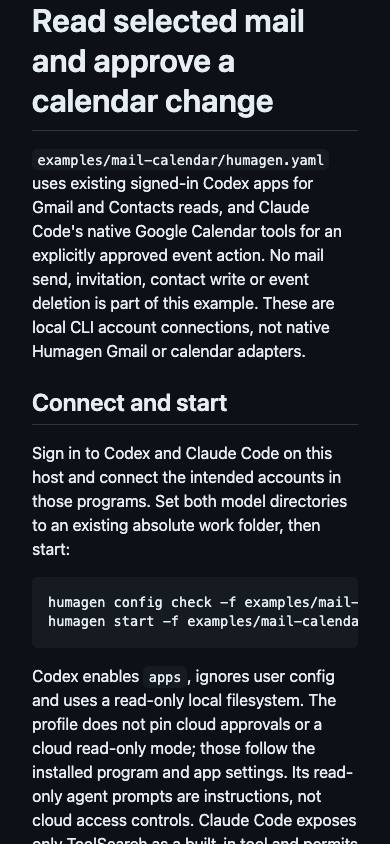 Read selected mail
and approve a
calendar change
examples/mail-calendar/humagen.yaml
uses existing signed-in Codex apps for
Gmail and Contacts reads, and Claude
Code's native Google Calendar tools for an
explicitly approved event action. No mail
send, invitation, contact write or event
deletion is part of this example. These are
local CLI account connections, not native
Humagen Gmail or calendar adapters.
Connect and start
Sign in to Codex and Claude Code on this
host and connect the intended accounts in
those programs. Set both model directories
to an existing absolute work folder, then
start:
humagen config check -f examples/mail-
humagen start -f examples/mail-calenda
Codex enables apps, ignores user config
and uses a read-only local filesystem. The
profile does not pin cloud approvals or a
cloud read-only mode; those follow the
installed program and app settings. Its read-
only agent prompts are instructions, not
cloud access controls. Claude Code exposes
only ToolSearch as a built-in tool and permits